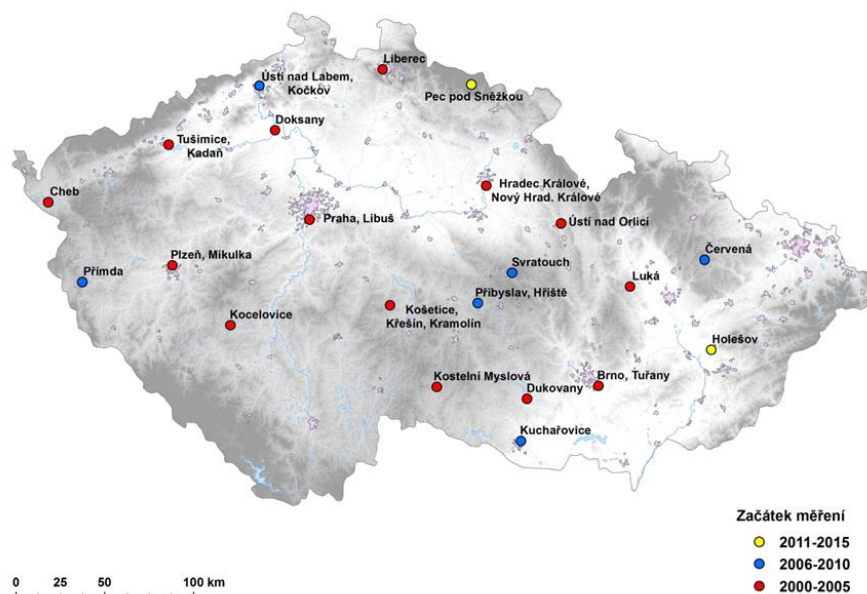 Liberec
Ústí nad Labem,
Kočkov
Pec pod Sněžkou
Doksany
Tušimice,
Kadaň
Cheb
Hradec Králové,
Nový Hrad. Králové
Praha, Libuš
Ústí nad Orlicí
Plzeň, Mikulka
Svratouch
Červená
Přimda
Přibyslav, Hřiště
Luká
Kocelovice
Košetice,
Křešín, Kramolín
Holešov
Kostelní Myslová
Dukovany
Brno, Tuřany
Kuchařovice
Začátek měření
2011-2015
2006-2010
2000-2005
0 25 50 100 km